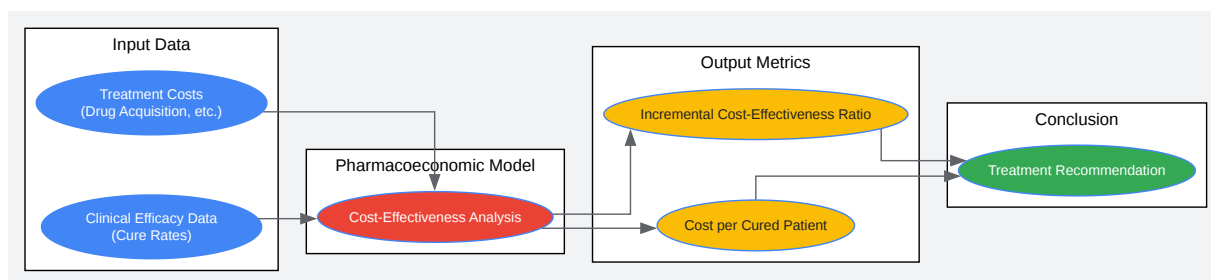 Input Data
Treatment Costs
(Drug Acquisition, etc.)
Clinical Efficacy Data
(Cure Rates)
Pharmacoeconomic Model
Cost-Effectiveness Analysis
Output Metrics
Incremental Cost-Effectiveness Ratio
Cost per Cured Patient
Conclusion
Treatment Recommendation